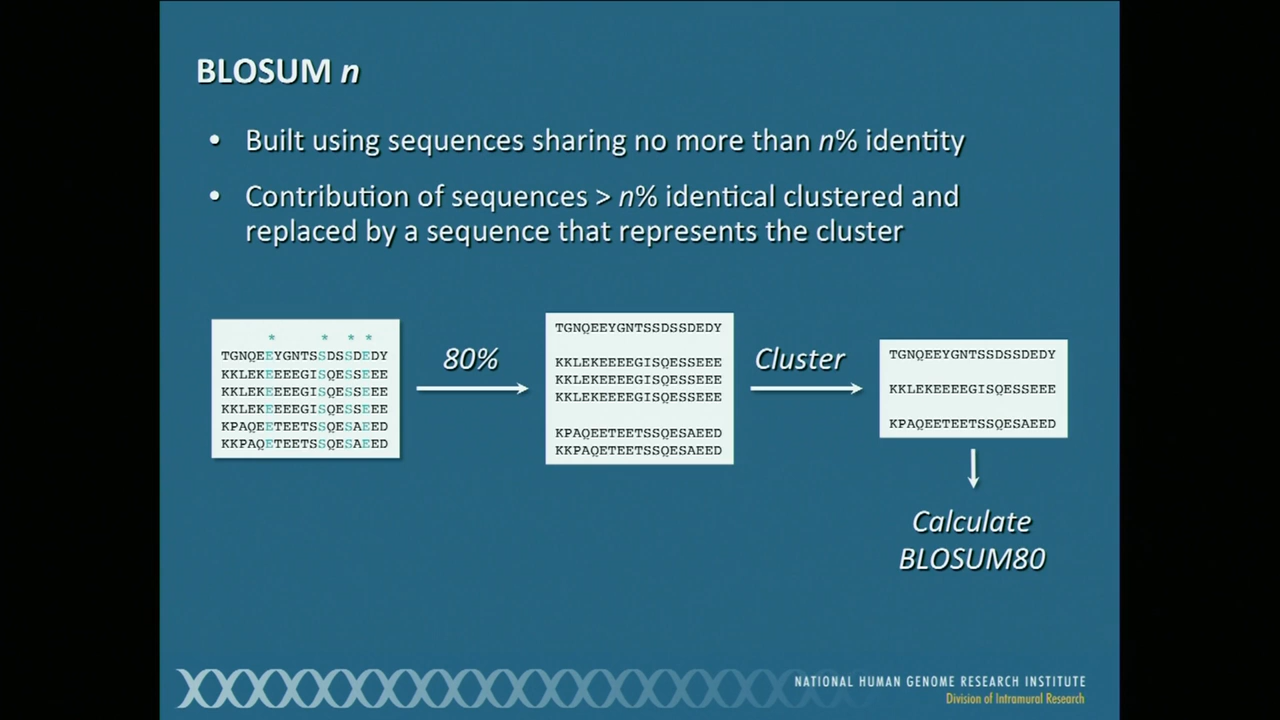 BLOSUM n
• Built using sequences sharing no more than n% identity
• Contribution of sequences > n% identical clustered and
replaced by a sequence that represents the cluster
* * * *
TGNQEEYGNTSSDSSDEDY
KKLEKEEEEGISQESSEEE
KKLEKEEEEGISQESSEEE
KKLEKEEEEGISQESSEEE
KPAQEETEETSSQESAEED
KKPAQETEETSSQESAEED
80%
TGNQEEYGNTSSDSSDEDY
KKLEKEEEEGISQESSEEE
KKLEKEEEEGISQESSEEE
KKLEKEEEEGISQESSEEE
KPAQEETEETSSQESAEED
KKPAQETEETSSQESAEED
Cluster
TGNQEEYGNTSSDSSDEDY
KKLEKEEEEGISQESSEEE
KPAQEETEETSSQESAEED
Calculate
BLOSUM80
NATIONAL HUMAN GENOME RESEARCH INSTITUTE
Division of Intramural Research